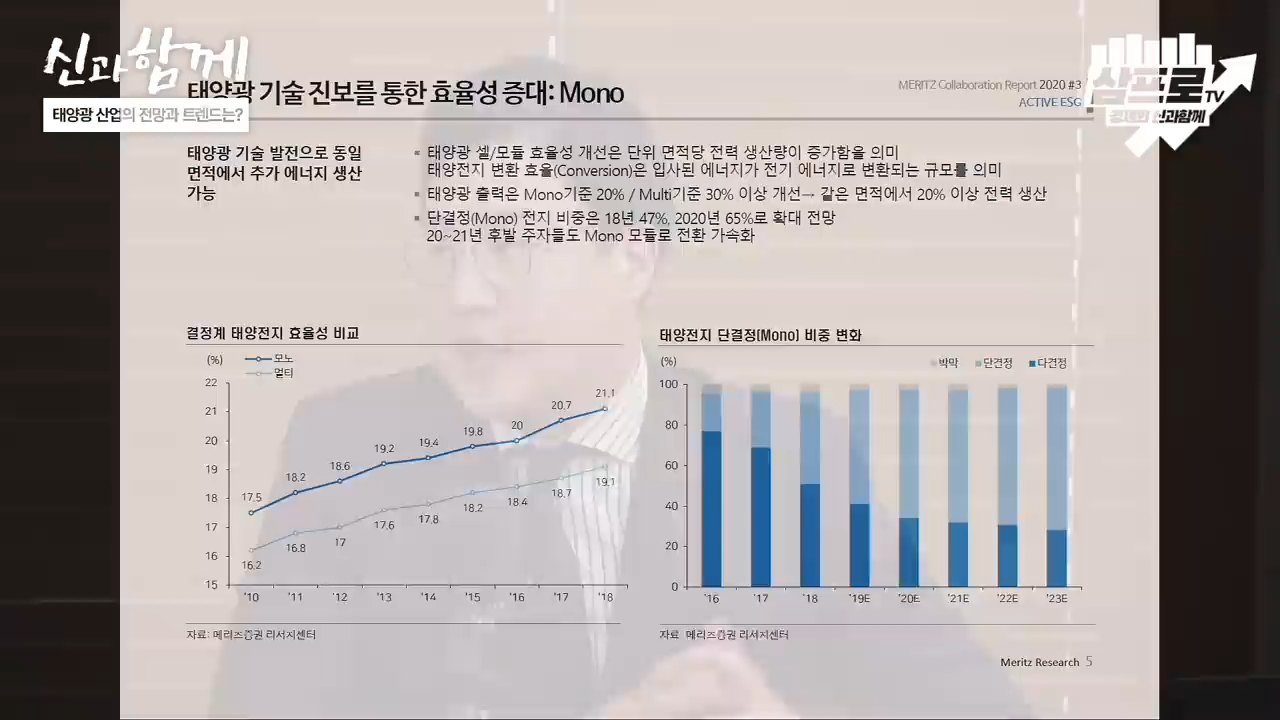 신과함께
태양광 산업의 전망과 트렌드는?
태양광 기술 진보를 통한 효율성 증대: Mono
MERITZ Collaboration Report 2020 #3
ACTIVE ESG
삼프로TV
경제의 신과함께
태양광 기술 발전으로 동일
면적에서 추가 에너지 생산
가능
태양광 셀/모듈 효율성 개선은 단위 면적당 전력 생산량이 증가함을 의미
태양전지 변환 효율(Conversion)은 입사된 에너지가 전기 에너지로 변환되는 규모를 의미
태양광 출력은 Mono기준 20% / Multi기준 30% 이상 개선→ 같은 면적에서 20% 이상 전력 생산
단결정(Mono) 전지 비중은 18년 47%, 2020년 65%로 확대 전망
20~21년 후발 주자들도 Mono 모듈로 전환 가속화
결정계 태양전지 효율성 비교
(%)
모노
멀티
22
21
20
19
18
17
16
15
17.5
18.2
18.6
19.2
19.4
19.8
20
20.7
21.1
16.2
16.8
17
17.6
17.8
18.2
18.4
18.7
19.1
'10 '11 '12 '13 '14 '15 '16 '17 '18
자료: 메리츠증권 리서치센터
태양전지 단결정(Mono) 비중 변화
(%)
박막 단결정 다결정
100
80
60
40
20
0
'16 '17 '18 '19E '20E '21E '22E '23E
자료: 메리츠증권 리서치센터
Meritz Research 5